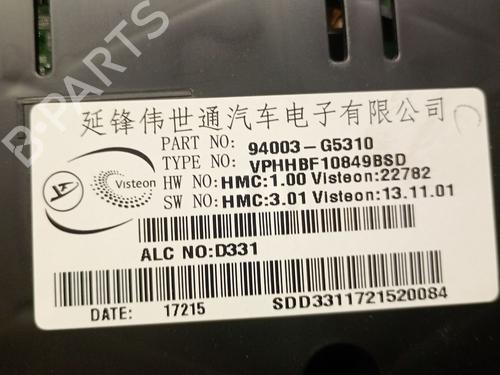 延锋伟世通汽车电子有限公司
PART NO: 94003-G5310
TYPE NO: VPHHBF10849BSD
HW NO:HMC:1.00 Visteon:22782
SW NO:HMC:3.01 Visteon:13.11.01
Visteon
ALC NO:D331
SDD3311721520084
DATE: 17215
B-PARTS